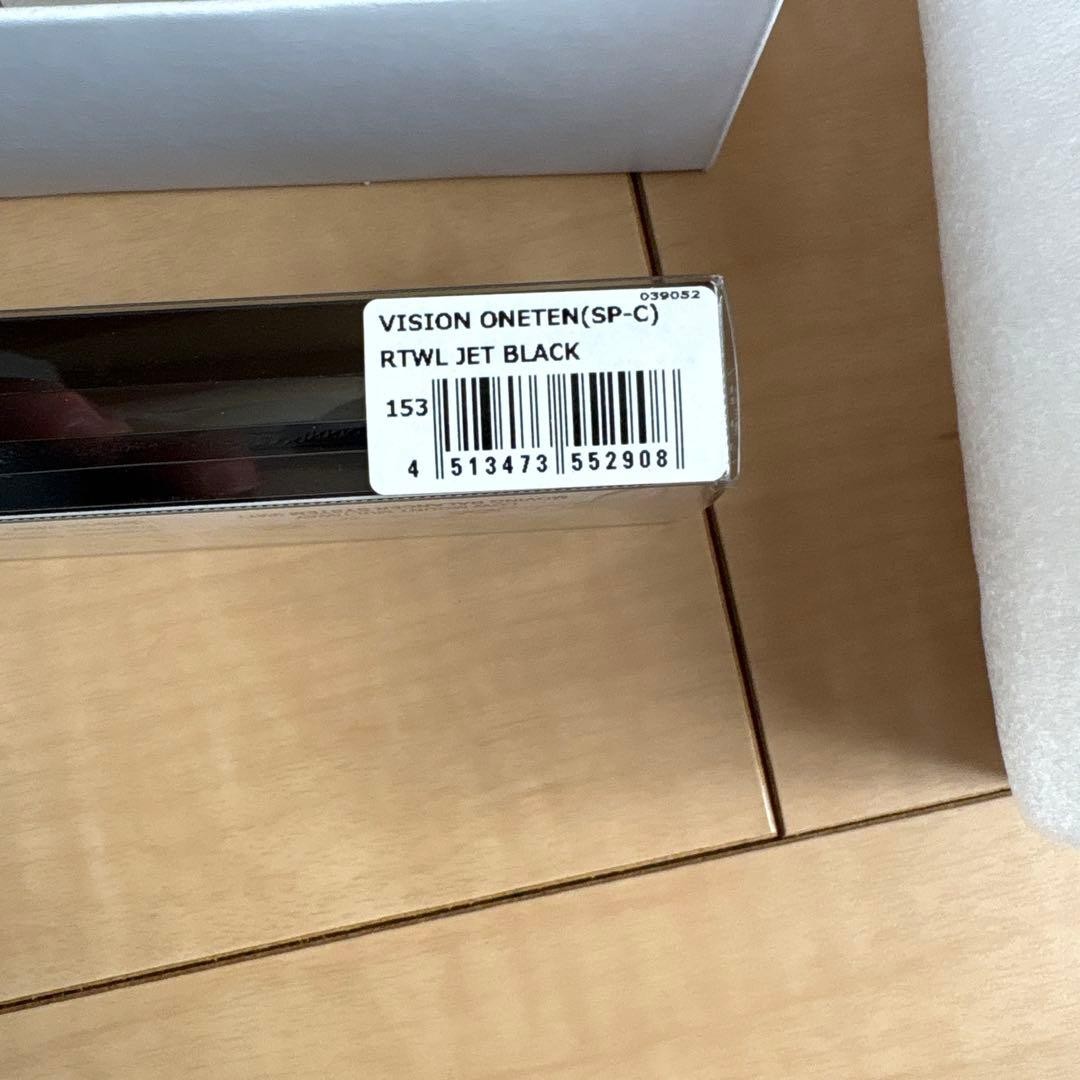 039052
VISION ONETEN(SP-C)
RTWL JET BLACK
153
4 513473 552908